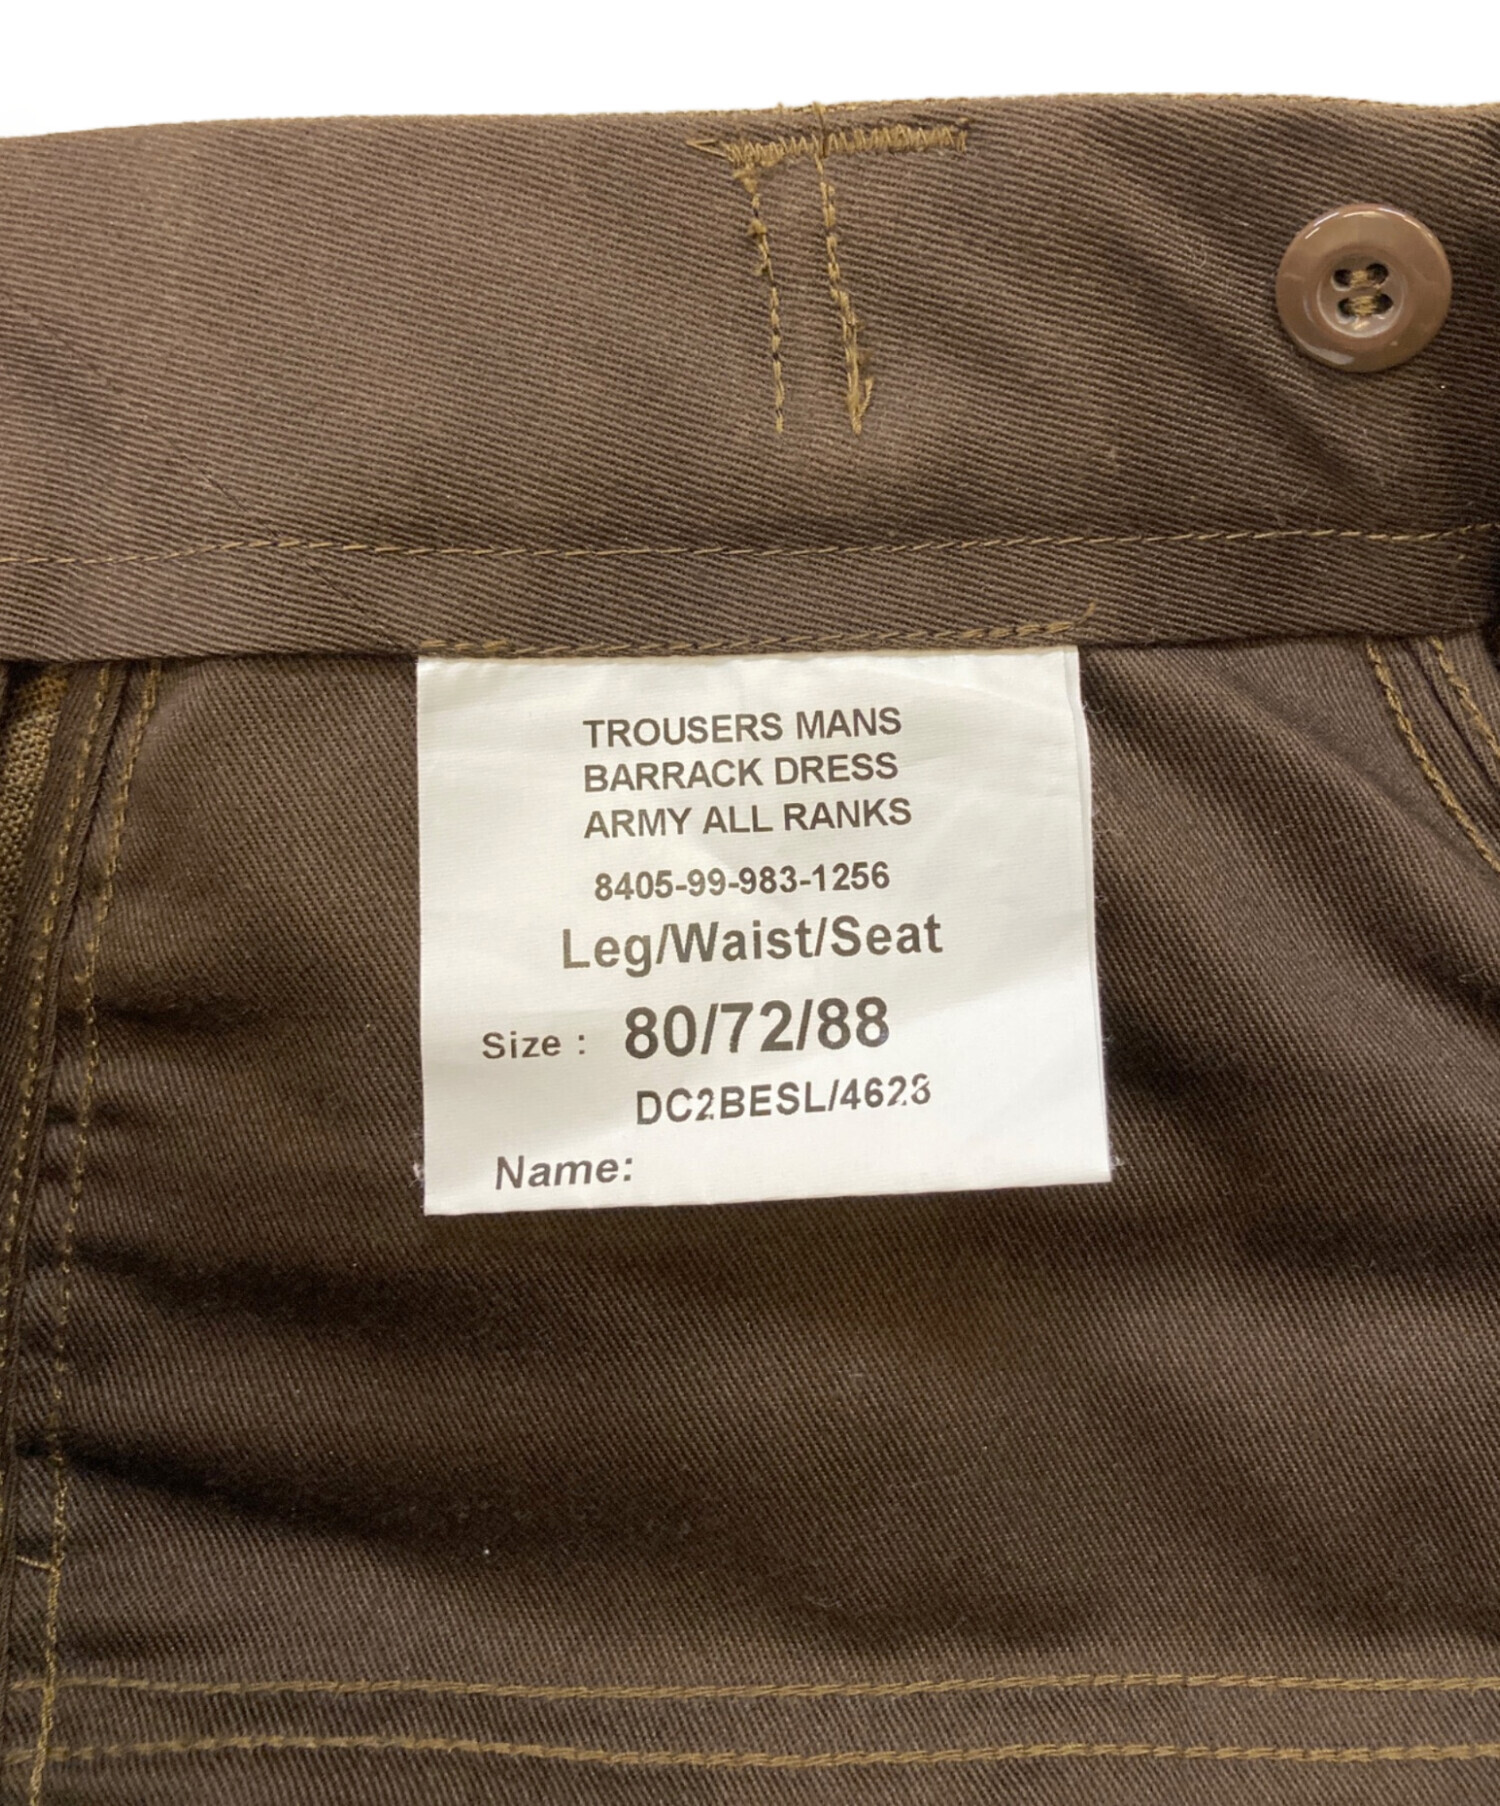 TROUSERS MANS
BARRACK DRESS
ARMY ALL RANKS
8405-99-983-1256
Leg/Waist/Seat
Size : 80/72/88
DC2BESL/4623
Name: